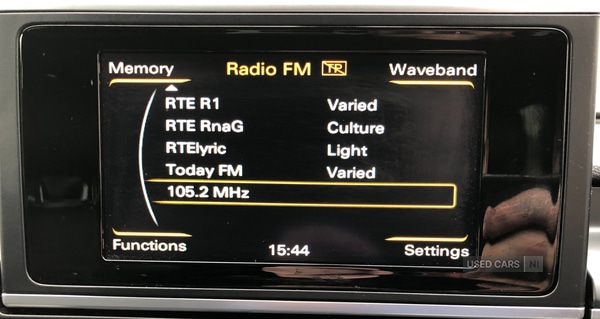 Memory Radio FM TP Waveband
RTE R1 Varied
RTE RnaG Culture
RTElyric Light
Today FM Varied
105.2 MHz
Functions 15:44 Settings
USED CARS NI